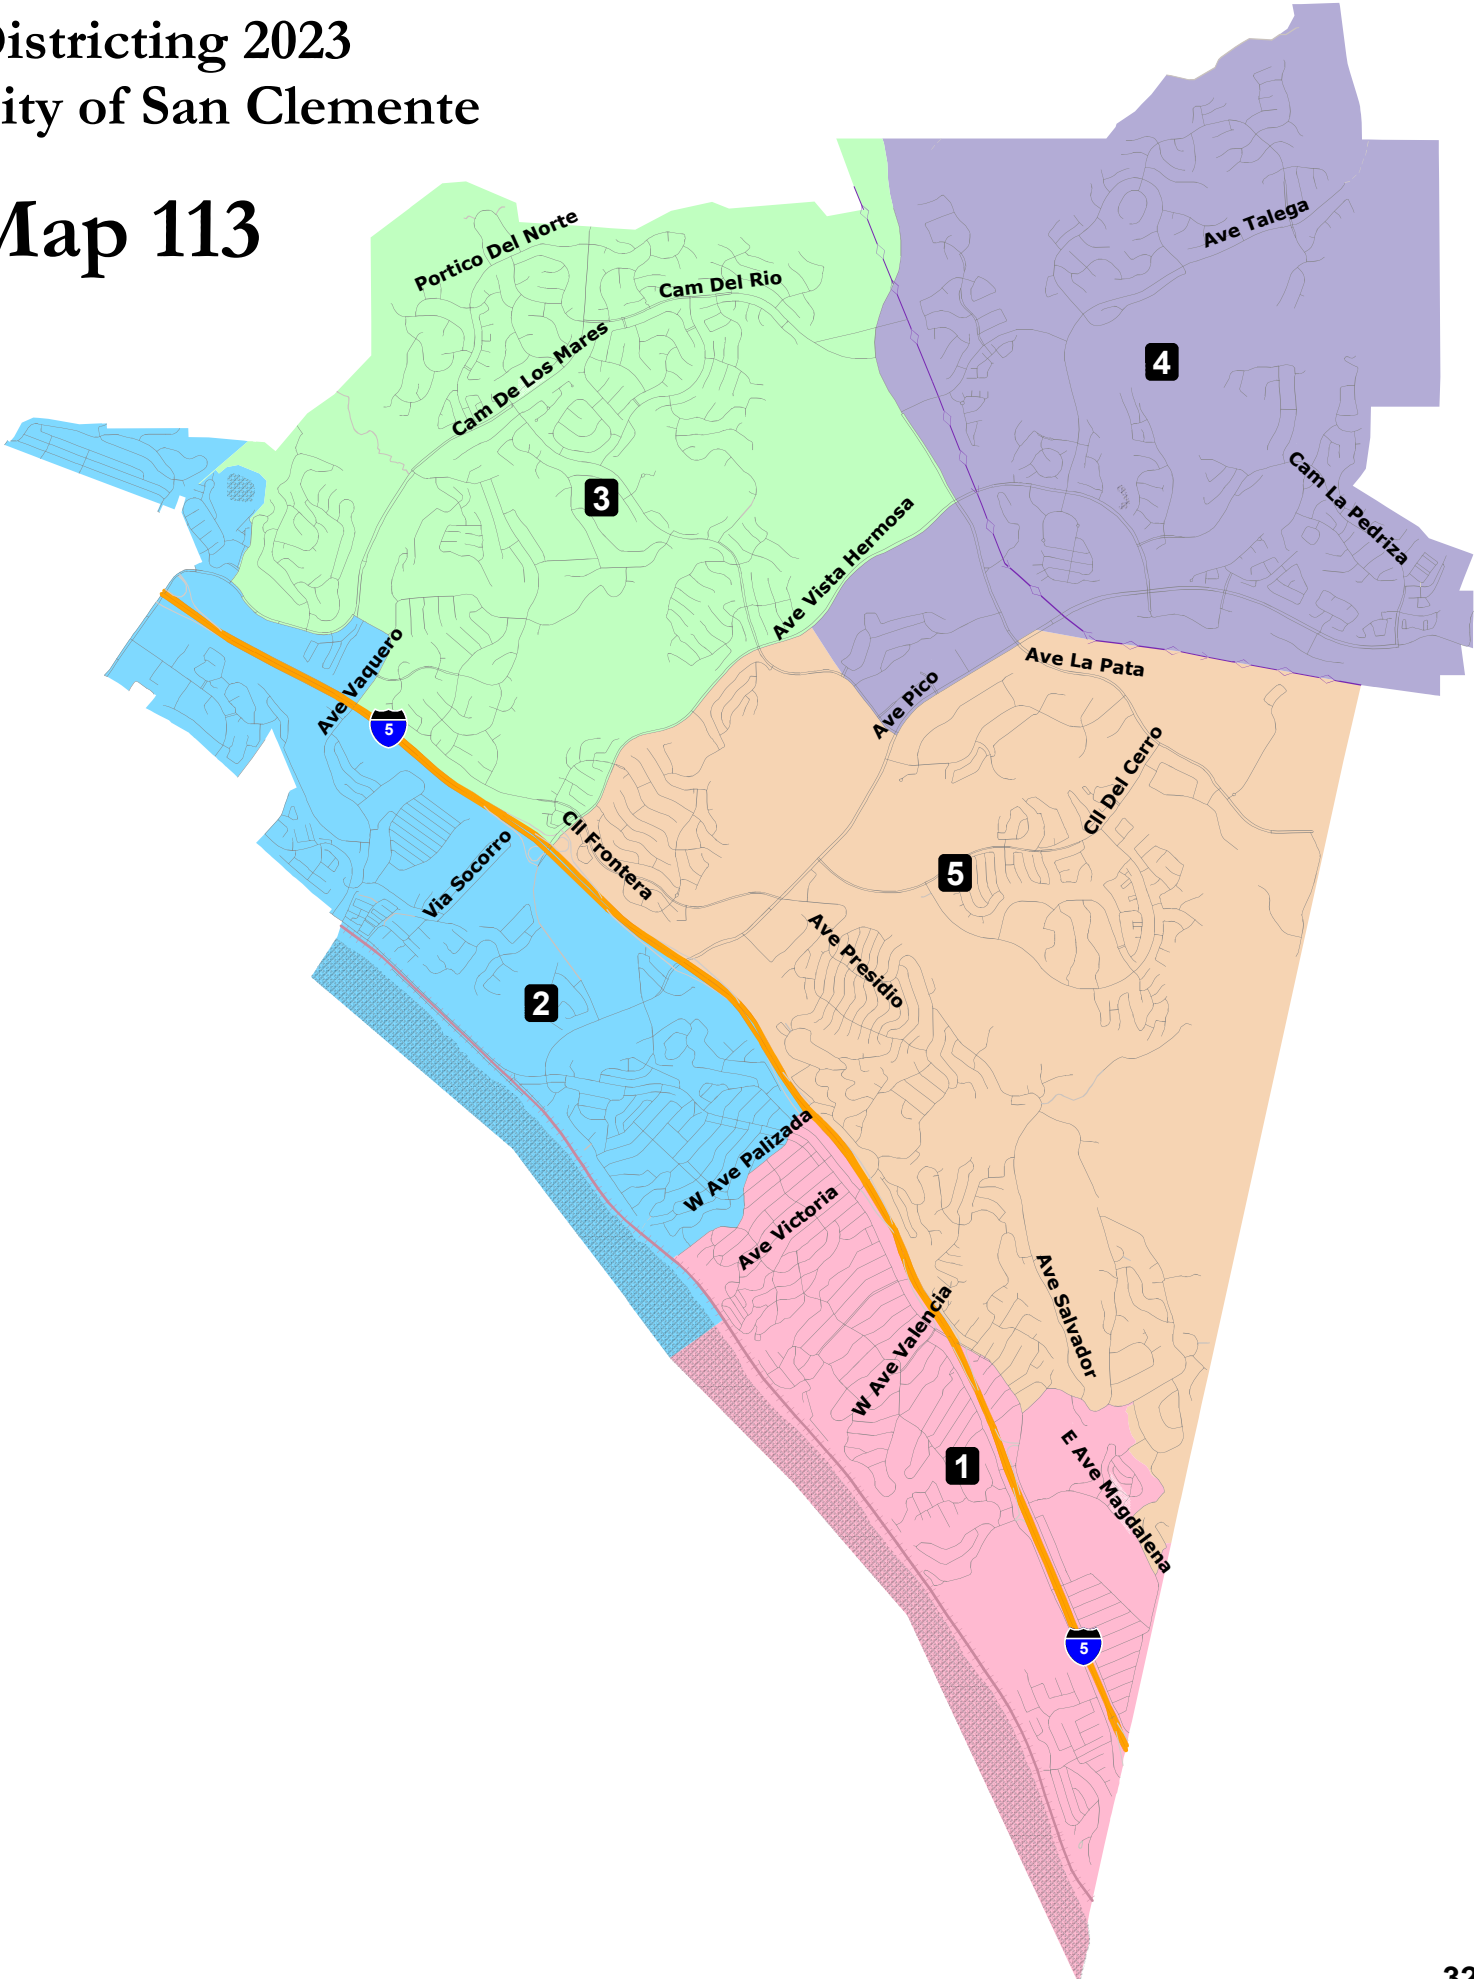 Districting 2023
ity of San Clemente
Map 113
Portico Del Norte
Cam Del Rio
Ave Talega
Cam De Los Mares
4
3
Cam La Pedriza
Ave Vista Hermosa
Ave Vaquero
Ave La Pata
Ave Pico
5
Cll Del Cerro
Cll Frontera
Via Socorro
5
Ave Presidio
2
W Ave Palizada
Ave Victoria
Ave Salvador
W Ave Valencia
1
E Ave Magdalena
5
32